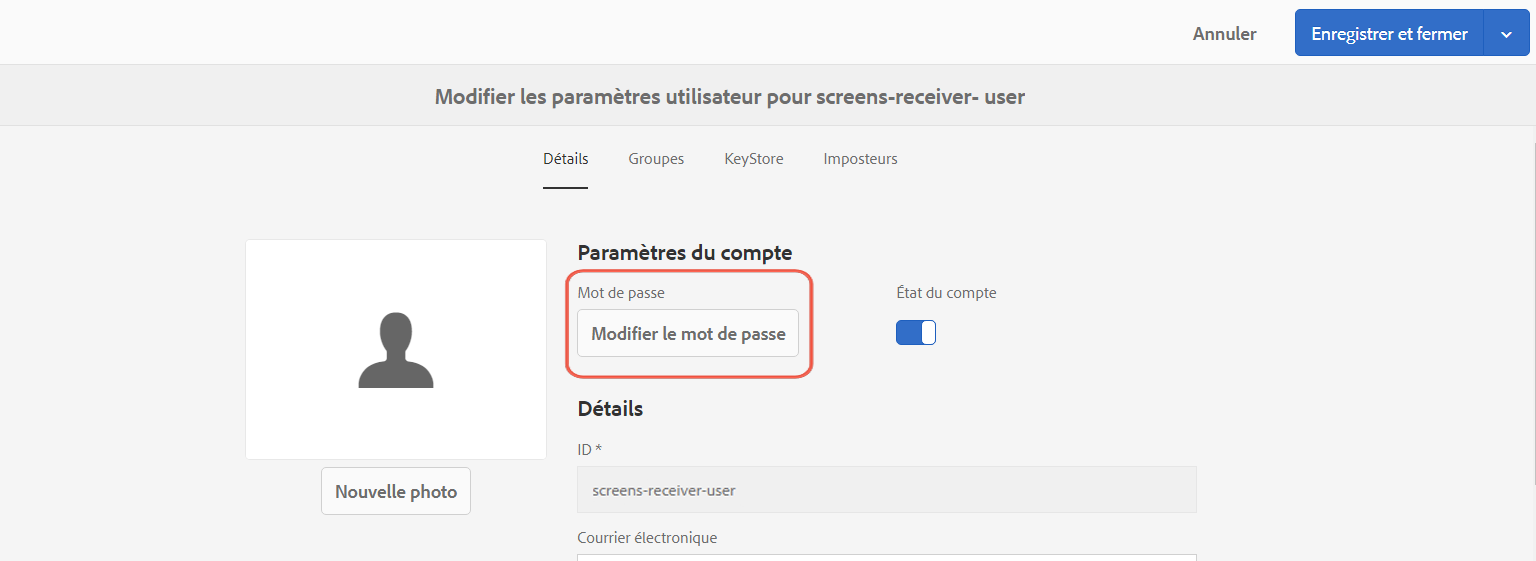 Annuler
Enregistrer et fermer
Modifier les paramètres utilisateur pour screens-receiver- user
Détails
Groupes
KeyStore
Imposteurs
Paramètres du compte
Mot de passe
État du compte
Modifier le mot de passe
Détails
ID *
screens-receiver-user
Nouvelle photo
Courrier électronique